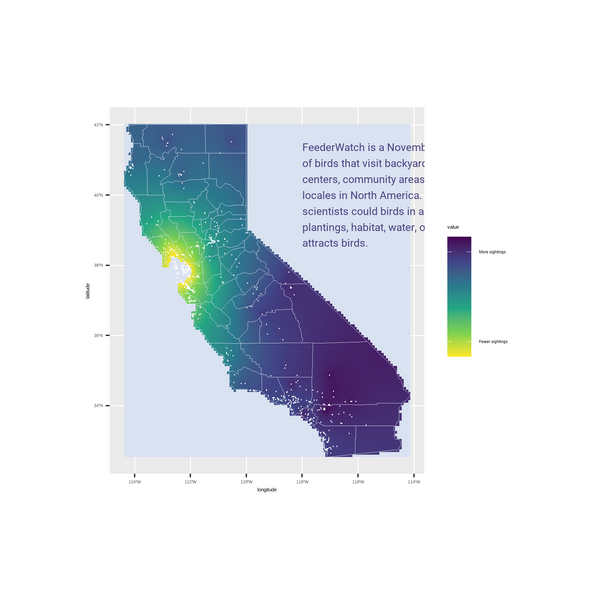 FeederWatch is a Novemb
of birds that visit backyard
centers, community areas
locales in North America.
scientists could birds in a
plantings, habitat, water, o
attracts birds.
42°N
40°N
38°N
36°N
34°N
latitude
124°W
122°W
120°W
118°W
116°W
114°W
longitude
value
More sightings
Fewer sightings